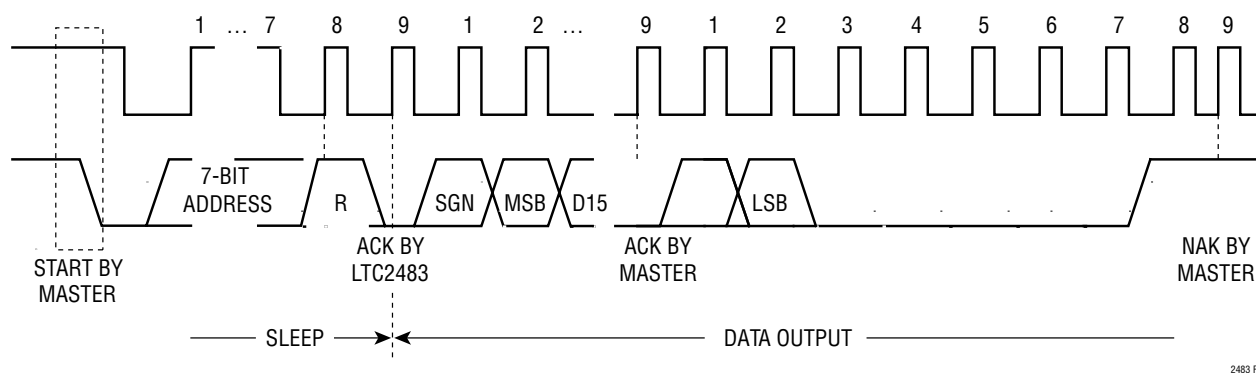 1 … 7 8 9 1 2 … 9 1 2 3 4 5 6 7 8 9
7-BIT
ADDRESS
R
SGN
MSB
D15
LSB
START BY
MASTER
ACK BY
LTC2483
ACK BY
MASTER
NAK BY
MASTER
SLEEP
DATA OUTPUT
2483 F